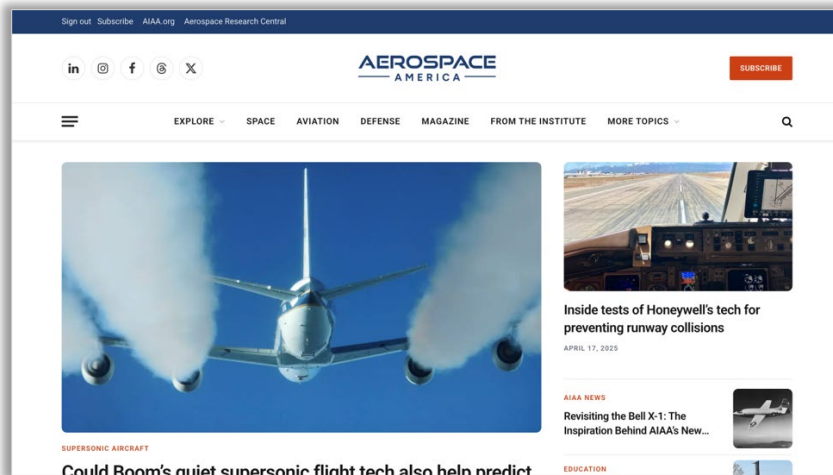 Sign out Subscribe AIAA.org Aerospace Research Central
AEROSPACE
AMERICA
SUBSCRIBE
EXPLORE SPACE AVIATION DEFENSE MAGAZINE FROM THE INSTITUTE MORE TOPICS
SUPERSONIC AIRCRAFT
Could Boom's quiet supersonic flight tech also help predict
Inside tests of Honeywell's tech for
preventing runway collisions
APRIL 17, 2025
AIAA NEWS
Revisiting the Bell X-1: The
Inspiration Behind AIAA's New...
EDUCATION